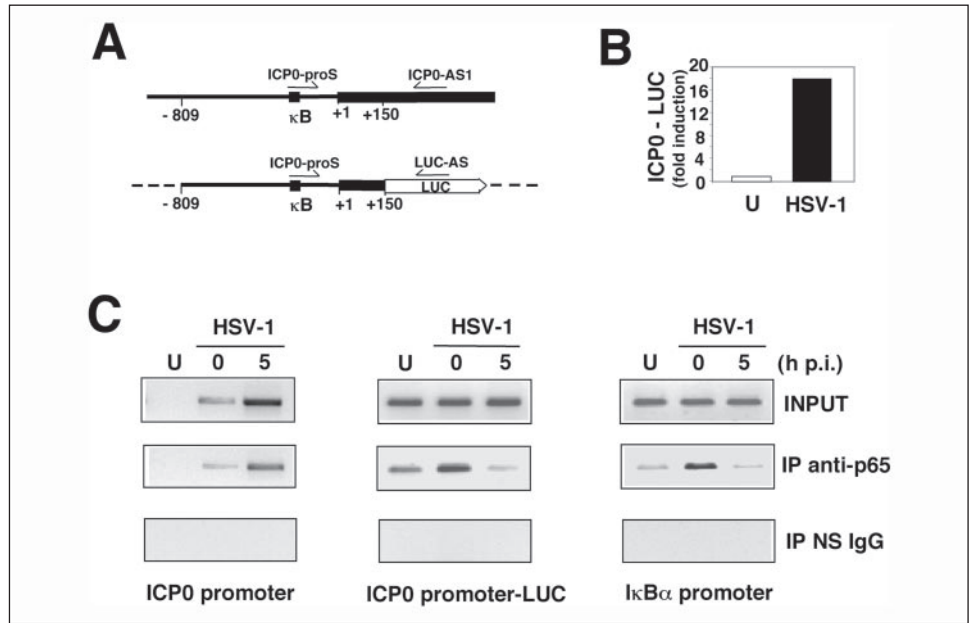 A
ICP0-proS ICP0-AS1
- 809 κB +1 +150
ICP0-proS LUC-AS
LUC
- 809 κB +1 +150
B
ICP0 - LUC
(fold induction)
20
16
12
8
4
0
U HSV-1
C
HSV-1 HSV-1 HSV-1
U 0 5 U 0 5 U 0 5 (h p.i.)
INPUT
IP anti-p65
IP NS IgG
ICP0 promoter ICP0 promoter-LUC IκBα promoter